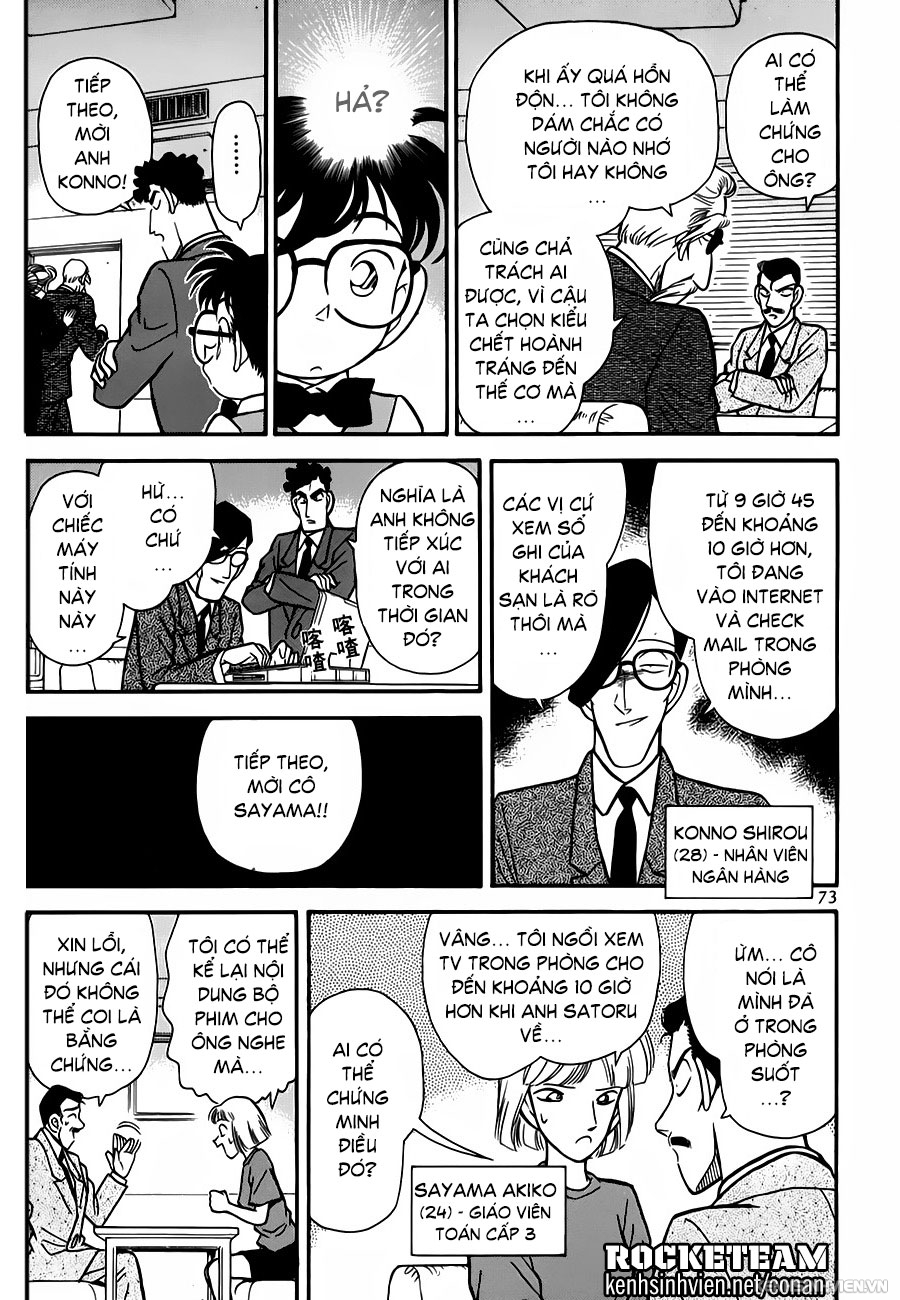 AI CÓ
THỂ
LÀM
CHỨNG
CHO
ÔNG?
KHI ẤY QUÁ HỖN
ĐỘN... TÔI KHÔNG
DÁM CHẮC CÓ
NGƯỜI NÀO NHỚ
TÔI HAY KHÔNG
...
CŨNG CHẢ
TRÁCH AI
ĐƯỢC, VÌ CẬU
TA CHỌN KIỂU
CHẾT HOÀNH
TRÁNG ĐẾN
THẾ CƠ MÀ
...
HẢ?
......
TIẾP
THEO,
MỜI
ANH
KONNO!
TỪ 9 GIỜ 45
ĐẾN KHOẢNG
10 GIỜ HƠN,
TÔI ĐANG
VÀO INTERNET
VÀ CHECK
MAIL TRONG
PHÒNG
MÌNH...
CÁC VỊ CỨ
XEM SỔ
GHI CỦA
KHÁCH
SẠN LÀ RÕ
THÔI MÀ
...
KONNO SHIROU
(28) - NHÂN VIÊN
NGÂN HÀNG
NGHĨA LÀ
ANH KHÔNG
TIẾP XÚC
VỚI AI
TRONG
THỜI GIAN
ĐÓ?
喀喳
喀喳
HỪ...
CÓ
CHỨ
...
VỚI
CHIẾC
MÁY
TÍNH
NÀY
NÀY
...
TIẾP THEO,
MỜI CÔ
SAYAMA!!
73
ỪM... CÔ
NÓI LÀ
MÌNH ĐÃ
Ở TRONG
PHÒNG
SUỐT
...?
VÂNG... TÔI NGỒI XEM
TV TRONG PHÒNG CHO
ĐẾN KHOẢNG 10 GIỜ
HƠN KHI ANH SATORU
VỀ...
AI CÓ
THỂ
CHỨNG
MINH
ĐIỀU
ĐÓ?
SAYAMA AKIKO
(24) - GIÁO VIÊN
TOÁN CẤP 3
TÔI CÓ THỂ
KỂ LẠI NỘI
DUNG BỘ
PHIM CHO
ÔNG NGHE
MÀ...
XIN LỖI,
NHƯNG CÁI
ĐÓ KHÔNG
THỂ COI LÀ
BẰNG
CHỨNG...
ROCKETEAM
kenhsinhvien.net/conan